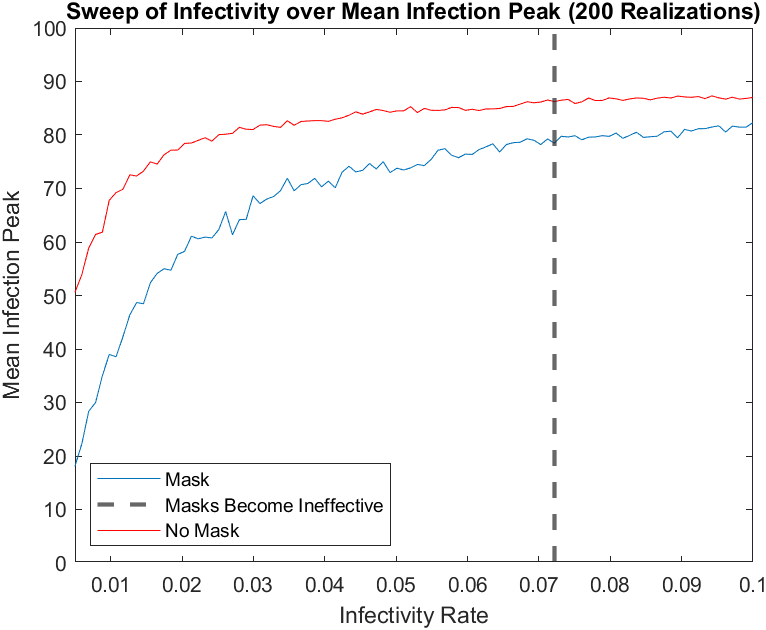 Sweep of Infectivity over Mean Infection Peak (200 Realizations)
100
90
80
70
60
50
40
30
20
10
0
Mean Infection Peak
Mask
Masks Become Ineffective
No Mask
0.01 0.02 0.03 0.04 0.05 0.06 0.07 0.08 0.09 0.1
Infectivity Rate